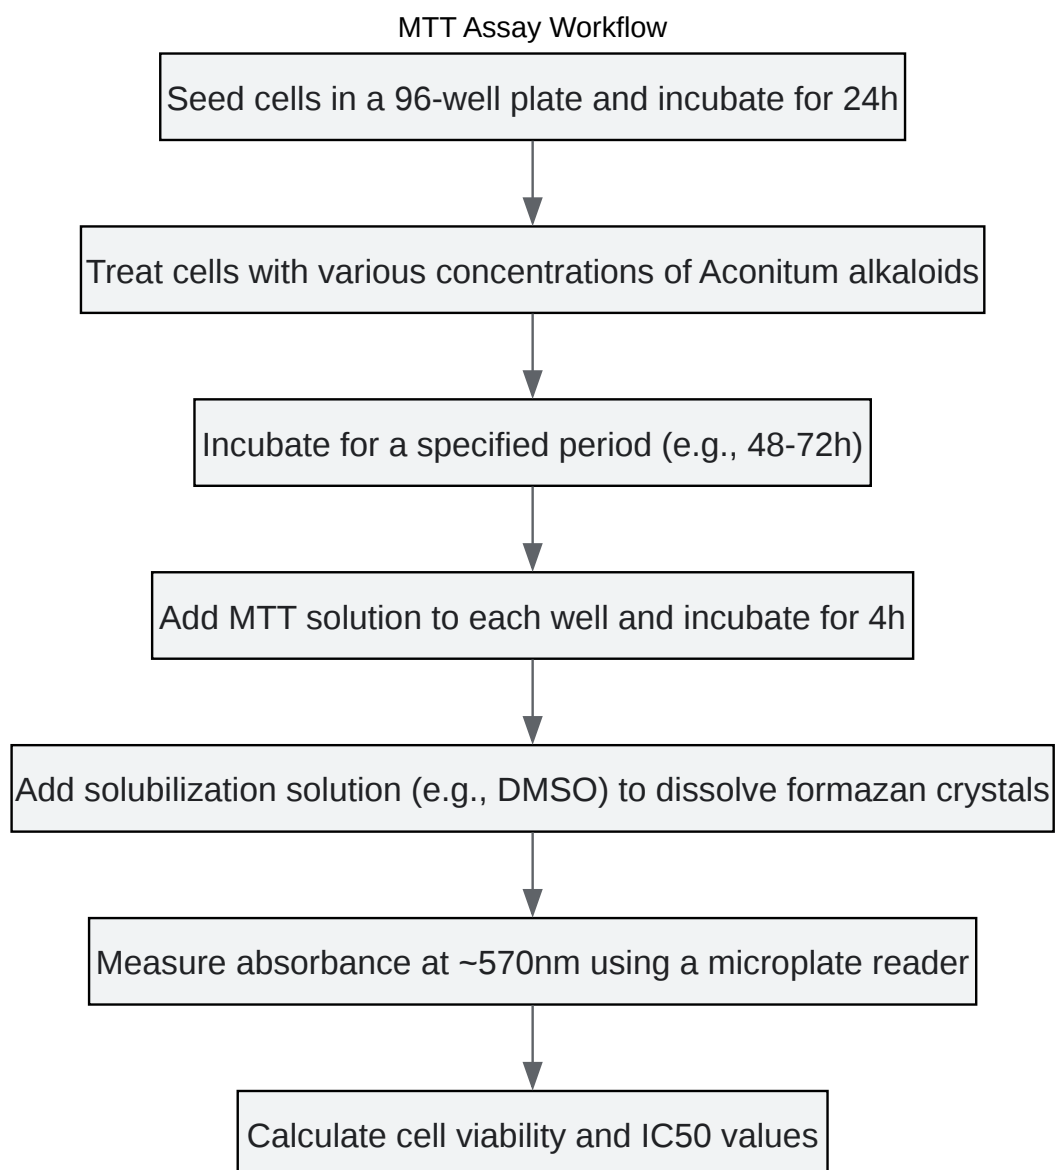 MTT Assay Workflow
Seed cells in a 96-well plate and incubate for 24h
Treat cells with various concentrations of Aconitum alkaloids
Incubate for a specified period (e.g., 48-72h)
Add MTT solution to each well and incubate for 4h
Add solubilization solution (e.g., DMSO) to dissolve formazan crystals
Measure absorbance at ~570nm using a microplate reader
Calculate cell viability and IC50 values